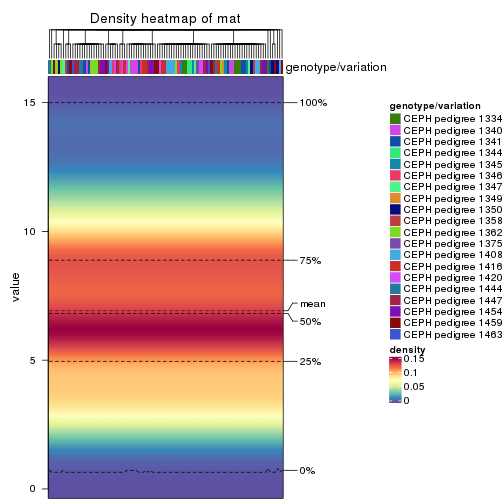 Density heatmap of mat
genotype/variation
15
10
5
0
value
100%
75%
mean
50%
25%
0%
genotype/variation
CEPH pedigree 1334
CEPH pedigree 1340
CEPH pedigree 1341
CEPH pedigree 1344
CEPH pedigree 1345
CEPH pedigree 1346
CEPH pedigree 1347
CEPH pedigree 1349
CEPH pedigree 1350
CEPH pedigree 1358
CEPH pedigree 1362
CEPH pedigree 1375
CEPH pedigree 1408
CEPH pedigree 1416
CEPH pedigree 1420
CEPH pedigree 1444
CEPH pedigree 1447
CEPH pedigree 1454
CEPH pedigree 1459
CEPH pedigree 1463
density
0.15
0.1
0.05
0